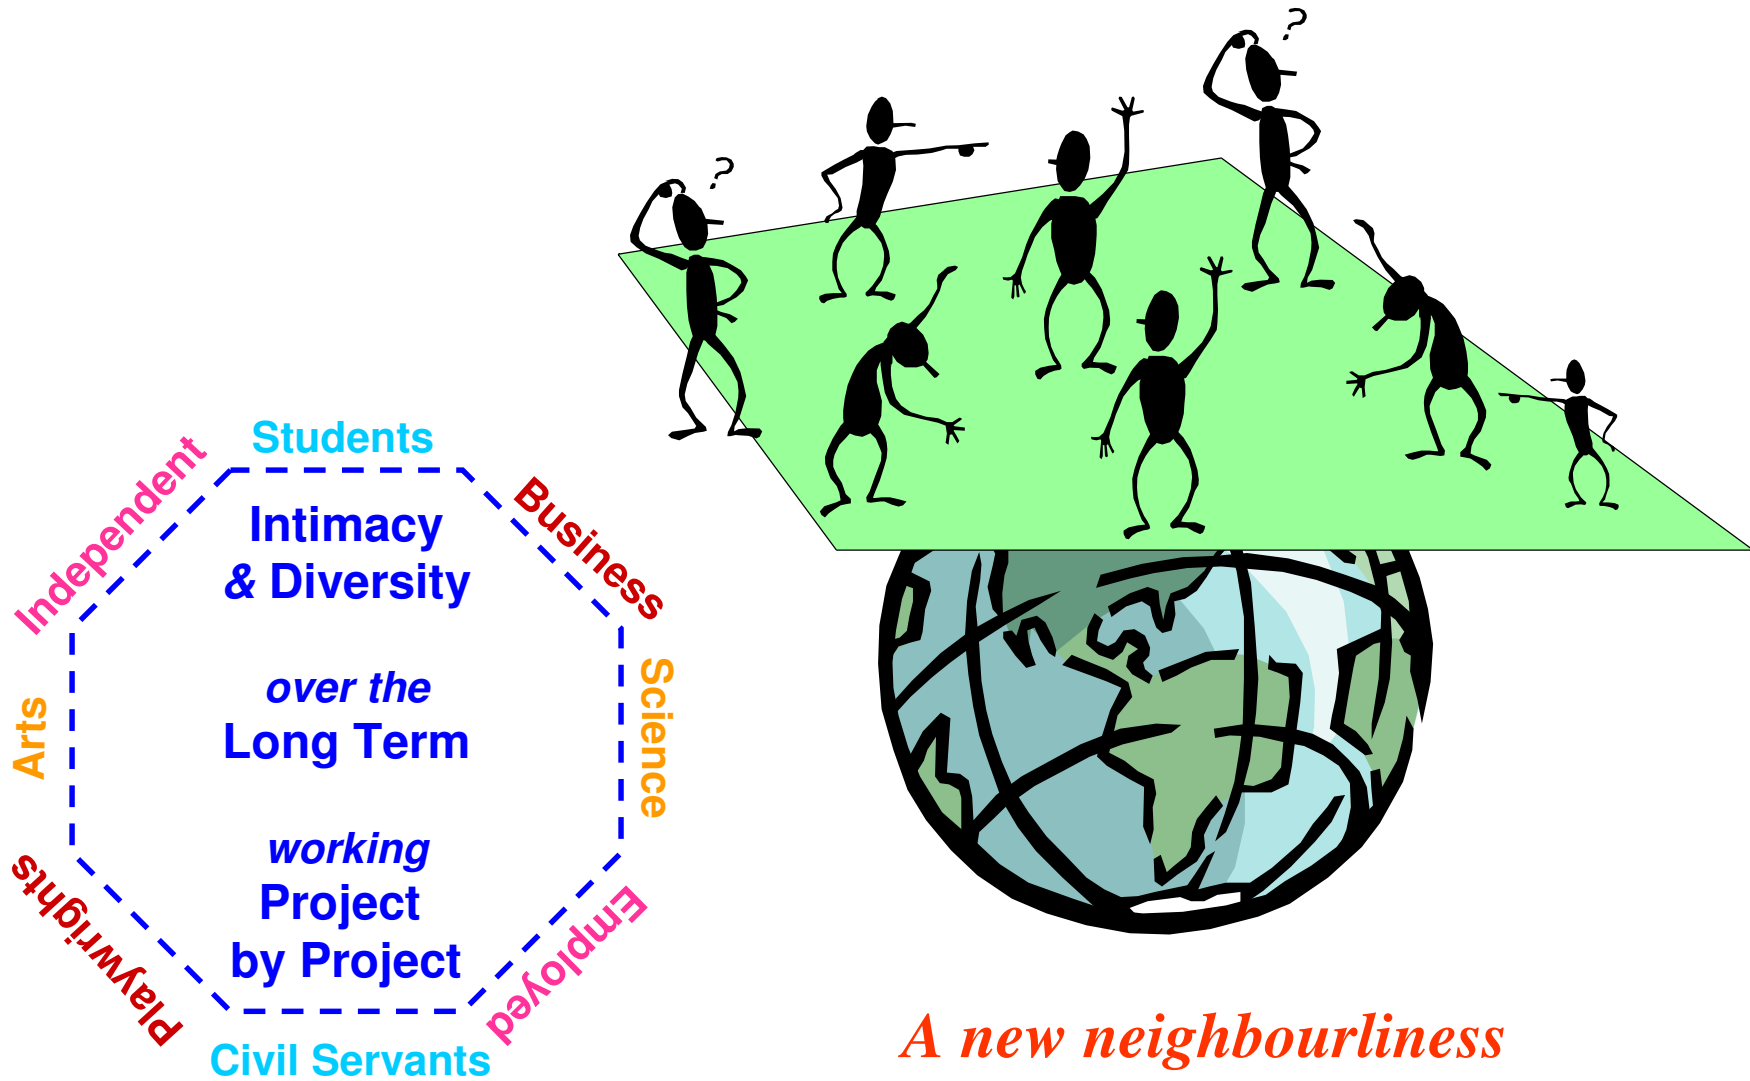 ?
?
Students
Independent
Business
Intimacy
& Diversity
over the
Long Term
Arts
Science
working
Project
by Project
Playwrights
Employed
Civil Servants
A new neighbourliness